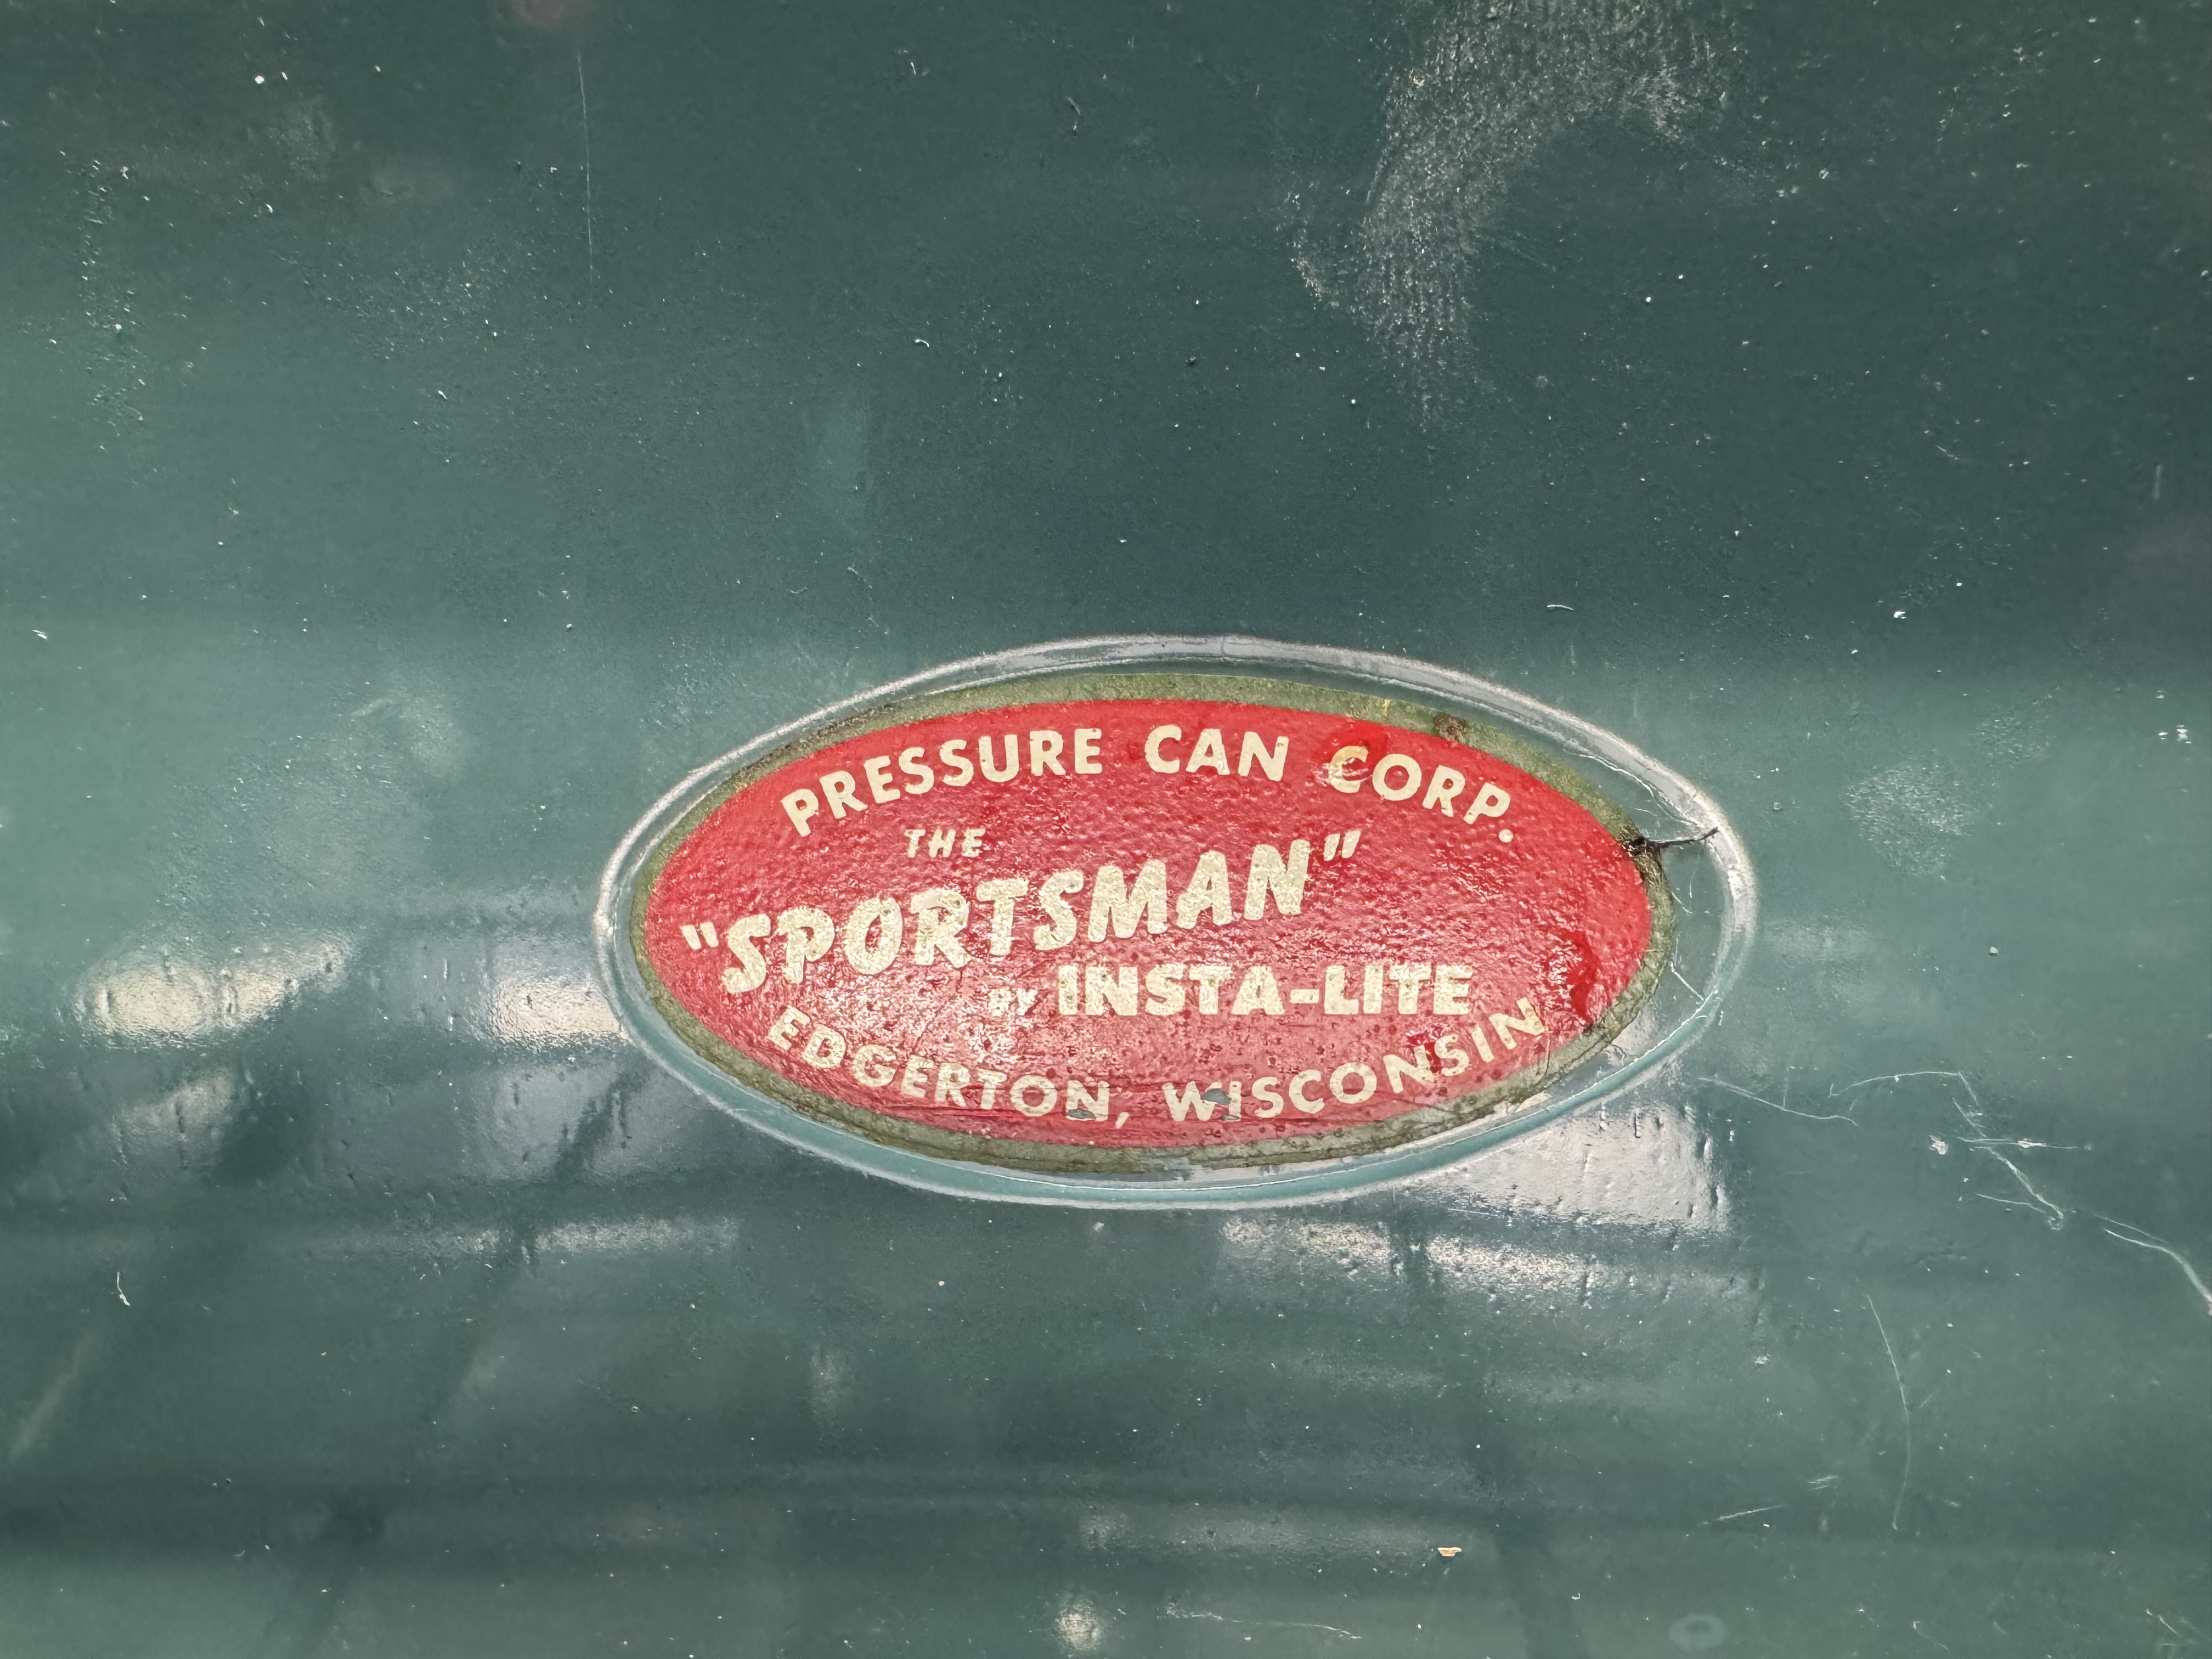 PRESSURE CAN CORP.
THE
"SPORTSMAN"
BY INSTA-LITE
EDGERTON, WISCONSIN